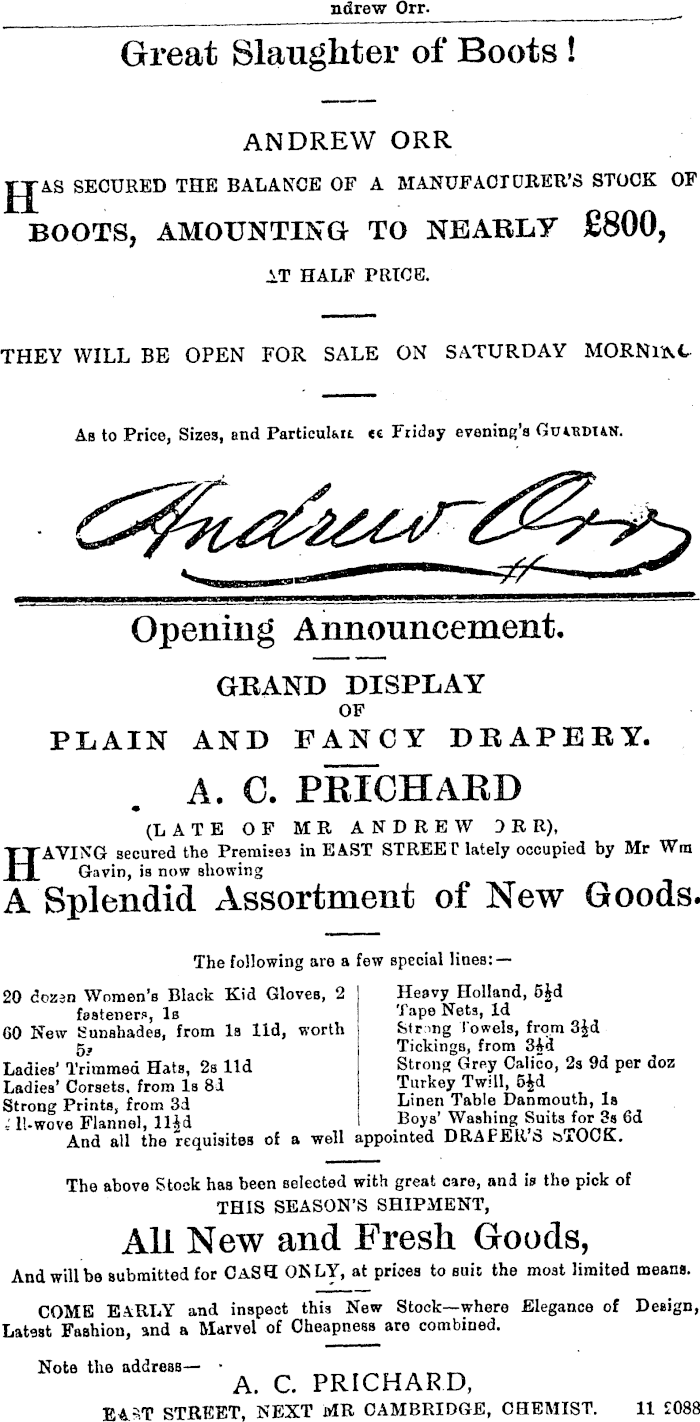 ndrew Orr.
Great Slaughter of Boots!
ANDREW ORR
HAS SECURED THE BALANCE OF A MANUFACTURER'S STOCK OF
BOOTS, AMOUNTING TO NEARLY £800,
AT HALF PRICE.
THEY WILL BE OPEN FOR SALE ON SATURDAY MORNING
As to Price, Sizes, and Particulars ee Friday evening's GUARDIAN.
Andrew Orr
Opening Announcement.
GRAND DISPLAY
OF
PLAIN AND FANCY DRAPERY.
A. C. PRICHARD
(LATE OF MR ANDREW ORR),
HAVING secured the Premises in EAST STREET lately occupied by Mr Wm
Gavin, is now showing
A Splendid Assortment of New Goods.
The following are a few special lines:—
20 dozen Women's Black Kid Gloves, 2
fasteners, 1s
60 New Sunshades, from 1s 11d, worth
5s
Ladies' Trimmed Hats, 2s 11d
Ladies' Corsets, from 1s 8d
Strong Prints, from 3d
All-wove Flannel, 11½d
Heavy Holland, 5½d
Tape Nets, 1d
Strong Towels, from 3½d
Tickings, from 3½d
Strong Grey Calico, 2s 9d per doz
Turkey Twill, 5½d
Linen Table Danmouth, 1s
Boys' Washing Suits for 3s 6d
And all the requisites of a well appointed DRAPER'S STOCK.
The above Stock has been selected with great care, and is the pick of
THIS SEASON'S SHIPMENT,
All New and Fresh Goods,
And will be submitted for CASH ONLY, at prices to suit the most limited means.
COME EARLY and inspect this New Stock—where Elegance of Design,
Latest Fashion, and a Marvel of Cheapness are combined.
Note the address—
A. C. PRICHARD,
EAST STREET, NEXT MR CAMBRIDGE, CHEMIST. 11